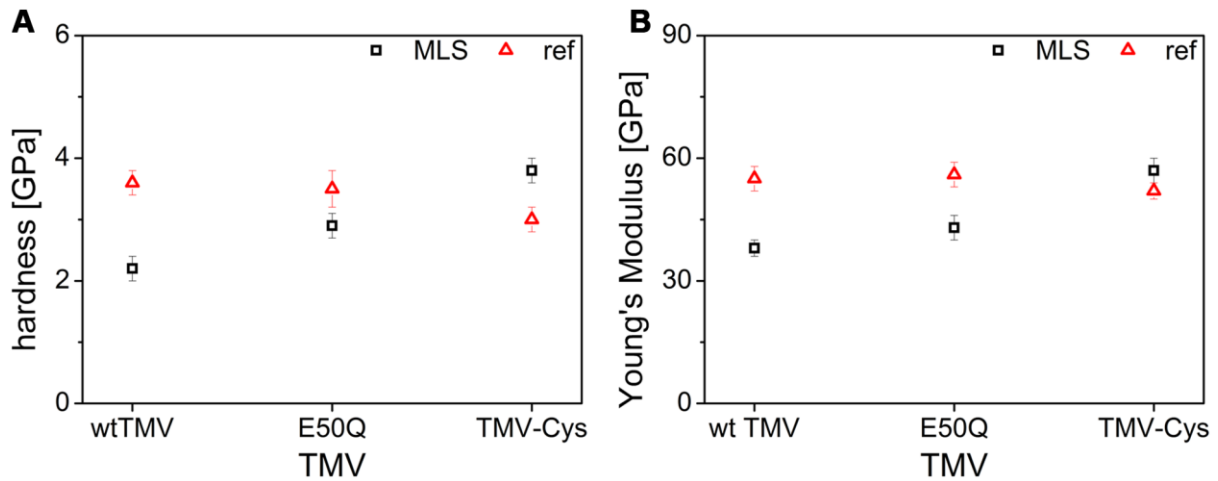 A
hardness [GPa]
6
4
2
0
MLS ref
wtTMV E50Q TMV-Cys
TMV
B
Young's Modulus [GPa]
90
60
30
0
MLS ref
wt TMV E50Q TMV-Cys
TMV